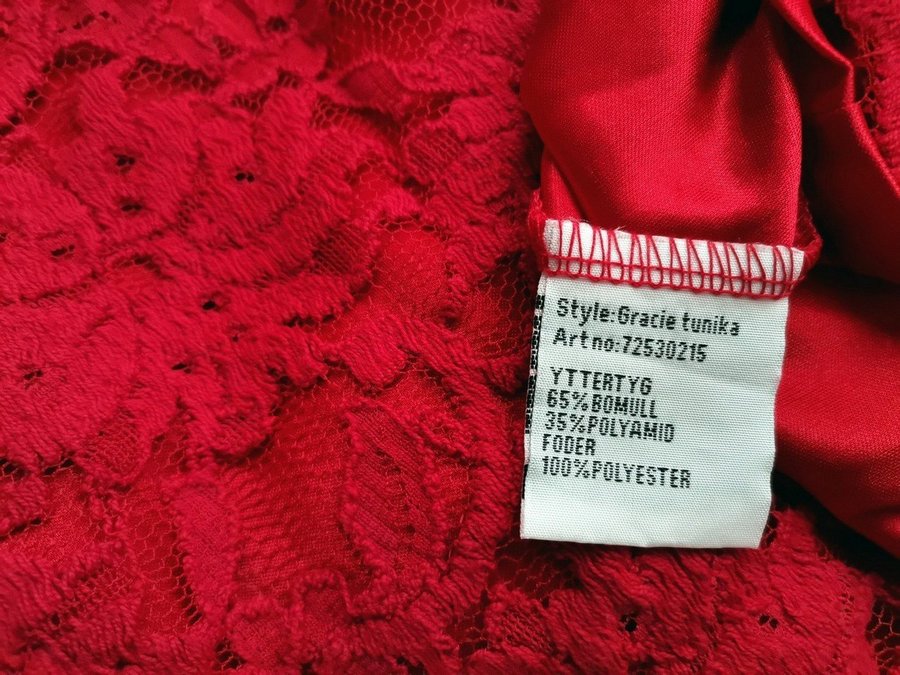 Style:Gracie tunika
Art no:72530215
YTTERTYG
65%BOMULL
35%POLYAMID
FODER
100%POLYESTER